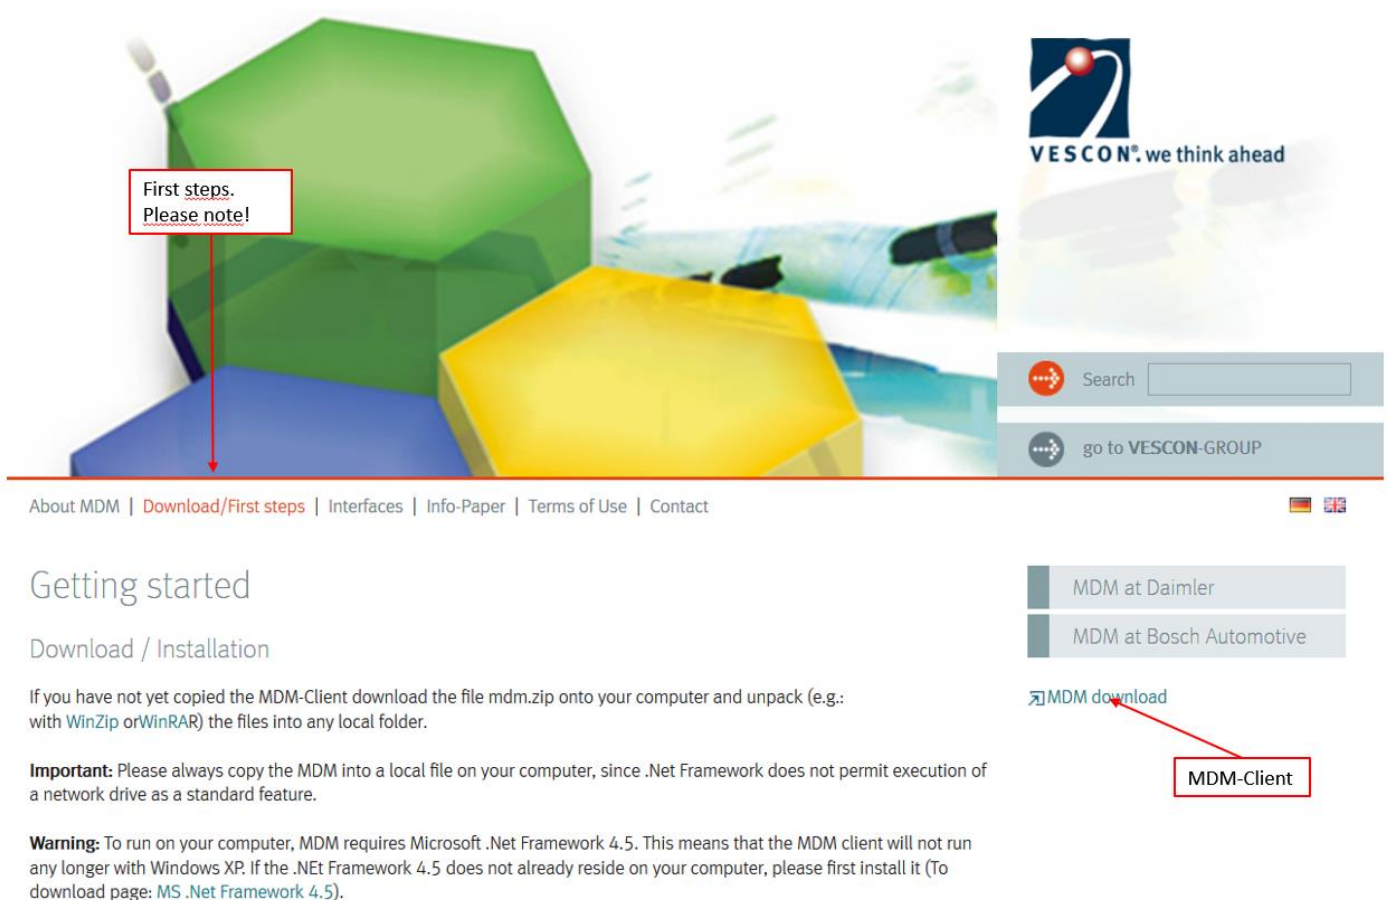 First steps.
Please note!
VESCON®. we think ahead
Search
go to VESCON-GROUP
About MDM | Download/First steps | Interfaces | Info-Paper | Terms of Use | Contact
Getting started
MDM at Daimler
Download / Installation
MDM at Bosch Automotive
If you have not yet copied the MDM-Client download the file mdm.zip onto your computer and unpack (e.g.:
with WinZip orWinRAR) the files into any local folder.
MDM download
MDM-Client
Important: Please always copy the MDM into a local file on your computer, since .Net Framework does not permit execution of
a network drive as a standard feature.
Warning: To run on your computer, MDM requires Microsoft .Net Framework 4.5. This means that the MDM client will not run
any longer with Windows XP. If the .NEt Framework 4.5 does not already reside on your computer, please first install it (To
download page: MS .Net Framework 4.5).